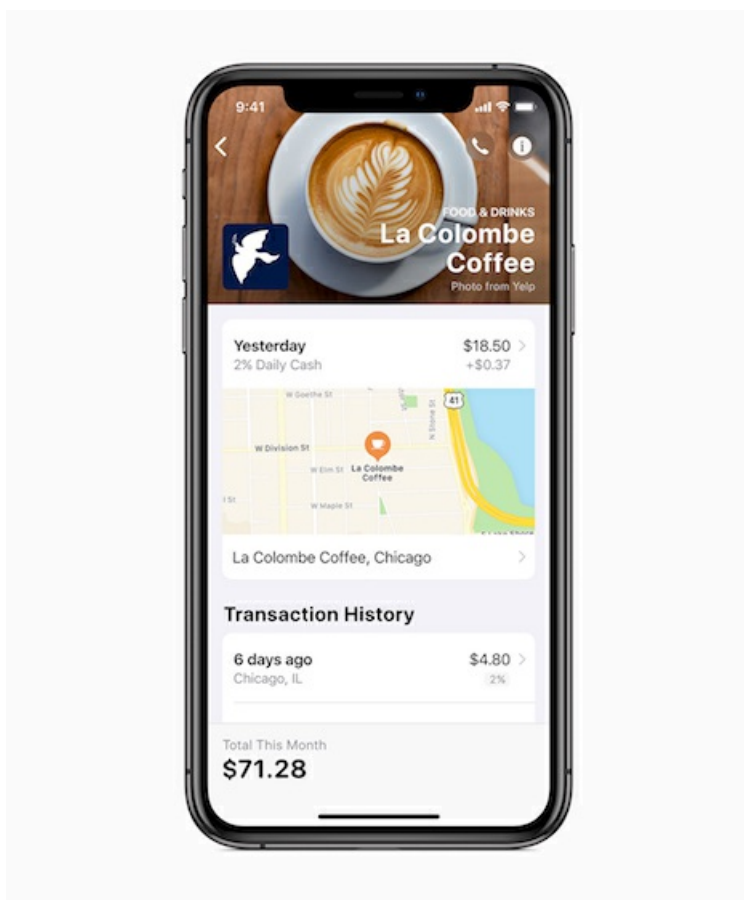 9:41
FOOD & DRINKS
La Colombe
Coffee
Photo from Yelp
Yesterday
$18.50
2% Daily Cash
+$0.37
W Goethe St
41
N Stone St
W Division St
W Elm St
La Colombe
Coffee
W Maple St
La Colombe Coffee, Chicago
Transaction History
6 days ago
$4.80
Chicago, IL
2%
Total This Month
$71.28